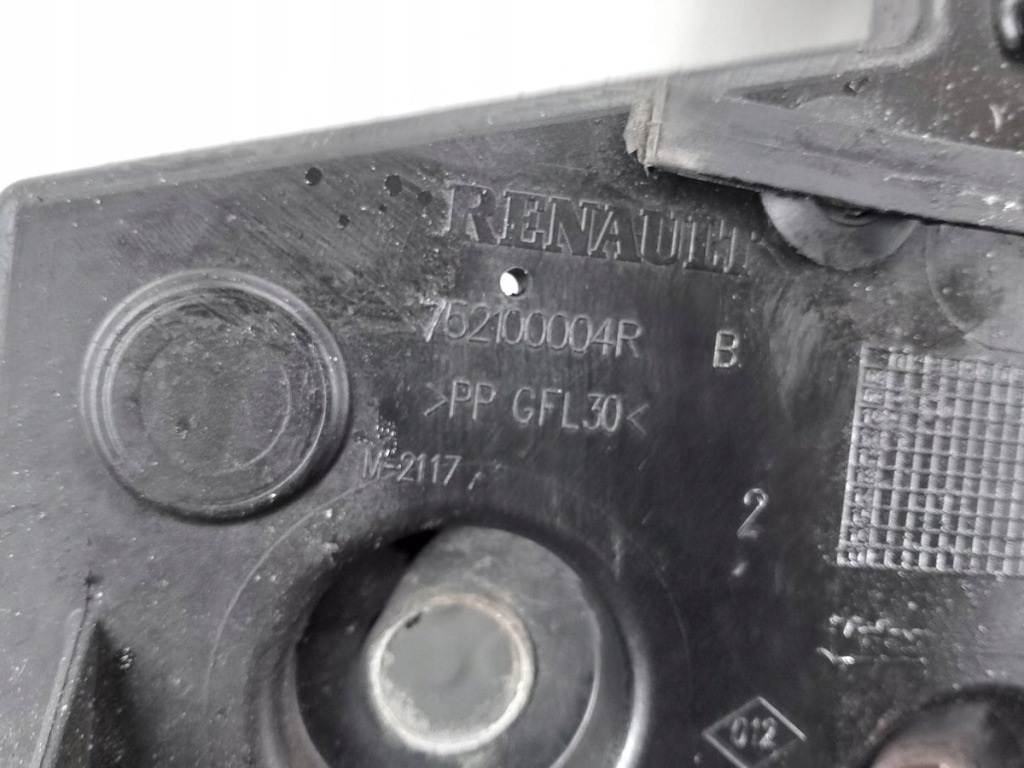 RENAULT
752100004R
B
>PP GFL30<
M-2117
2
012